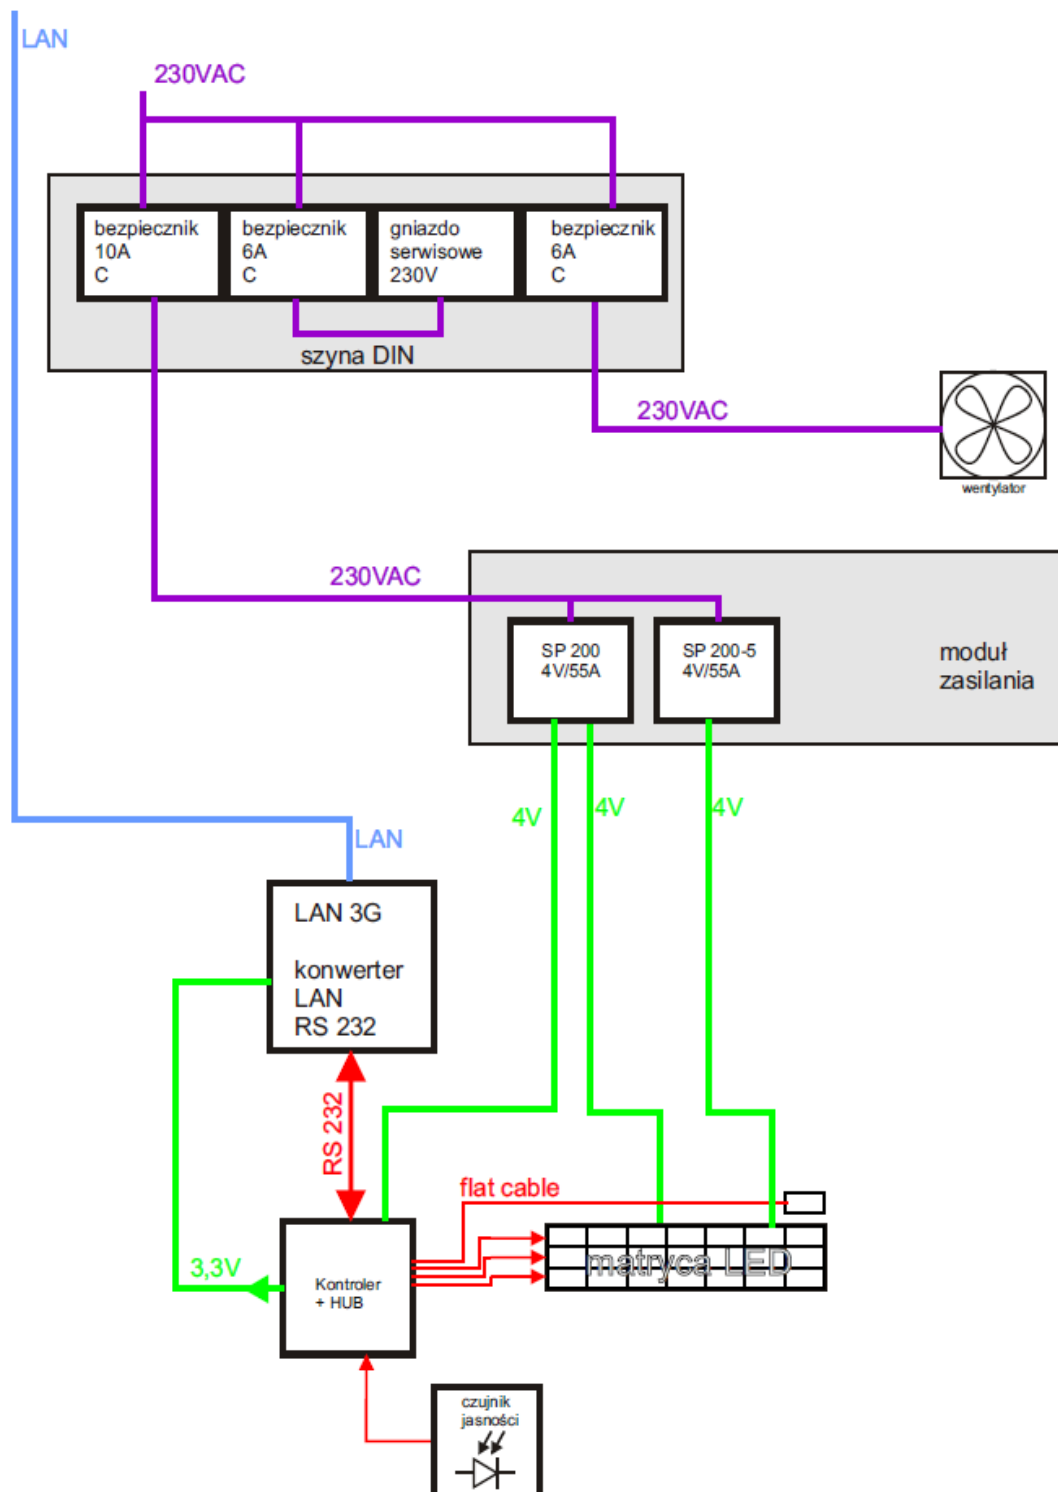 LAN
230VAC
bezpiecznik
10A
C
bezpiecznik
6A
C
gniazdo
serwisowe
230V
bezpiecznik
6A
C
szyna DIN
230VAC
wentylator
230VAC
SP 200
4V/55A
SP 200-5
4V/55A
moduł
zasilania
4V
4V
4V
LAN
LAN 3G
konwerter
LAN
RS 232
RS 232
flat cable
matryca LED
3,3V
Kontroler
+ HUB
czujnik
jasności